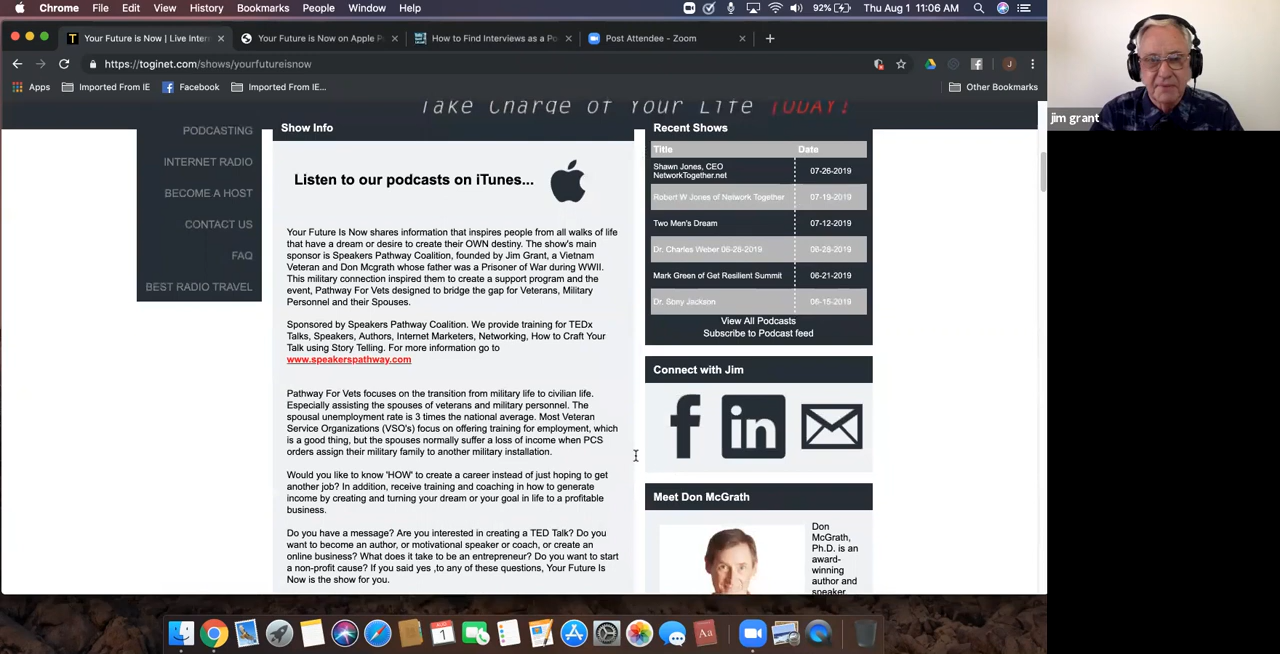 Chrome File Edit View History Bookmarks People Window Help 92% Thu Aug 1 11:06 AM
Your Future is Now | Live Inter × Your Future is Now on Apple P × How to Find Interviews as a Po × Post Attendee - Zoom × +
https://toginet.com/shows/yourfutureisnow
Apps Imported From IE Facebook Imported From IE... Other Bookmarks
Take Charge of Your Life TODAY!
PODCASTING
INTERNET RADIO
BECOME A HOST
CONTACT US
FAQ
BEST RADIO TRAVEL
Show Info
Listen to our podcasts on iTunes...
Your Future Is Now shares information that inspires people from all walks of life
that have a dream or desire to create their OWN destiny. The show's main
sponsor is Speakers Pathway Coalition, founded by Jim Grant, a Vietnam
Veteran and Don Mcgrath whose father was a Prisoner of War during WWII.
This military connection inspired them to create a support program and the
event, Pathway For Vets designed to bridge the gap for Veterans, Military
Personnel and their Spouses.
Sponsored by Speakers Pathway Coalition. We provide training for TEDx
Talks, Speakers, Authors, Internet Marketers, Networking, How to Craft Your
Talk using Story Telling. For more information go to
www.speakerspathway.com
Pathway For Vets focuses on the transition from military life to civilian life.
Especially assisting the spouses of veterans and military personnel. The
spousal unemployment rate is 3 times the national average. Most Veteran
Service Organizations (VSO's) focus on offering training for employment, which
is a good thing, but the spouses normally suffer a loss of income when PCS
orders assign their military family to another military installation.
Would you like to know 'HOW' to create a career instead of just hoping to get
another job? In addition, receive training and coaching in how to generate
income by creating and turning your dream or your goal in life to a profitable
business.
Do you have a message? Are you interested in creating a TED Talk? Do you
want to become an author, or motivational speaker or coach, or create an
online business? What does it take to be an entrepreneur? Do you want to start
a non-profit cause? If you said yes ,to any of these questions, Your Future Is
Now is the show for you.
Recent Shows
Title Date
Shawn Jones, CEO
NetworkTogether.net 07-26-2019
Robert W Jones of Network Together 07-19-2019
Two Men's Dream 07-12-2019
Dr. Charles Weber 06-28-2019 06-28-2019
Mark Green of Get Resilient Summit 06-21-2019
Dr. Sony Jackson 06-15-2019
View All Podcasts
Subscribe to Podcast feed
Connect with Jim
Meet Don McGrath
Don
McGrath,
Ph.D. is an
award-
winning
author and
speaker
jim grant